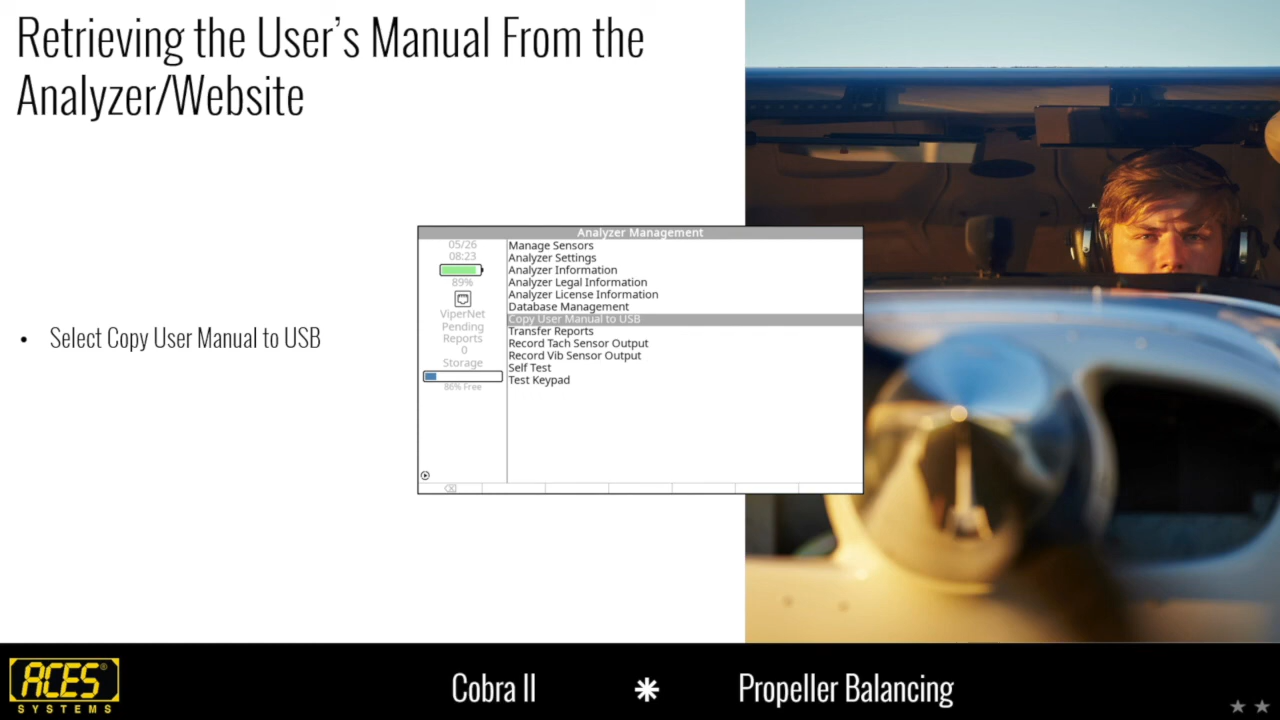 Retrieving the User’s Manual From the
Analyzer/Website
• Select Copy User Manual to USB
Analyzer Management
05/26
08:23
89%
ViperNet
Pending
Reports
0
Storage
86% Free
Manage Sensors
Analyzer Settings
Analyzer Information
Analyzer Legal Information
Analyzer License Information
Database Management
Copy User Manual to USB
Transfer Reports
Record Tach Sensor Output
Record Vib Sensor Output
Self Test
Test Keypad
ACES®
SYSTEMS
Cobra II
Propeller Balancing